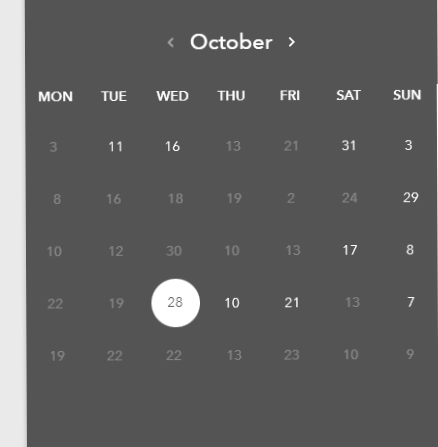 ‹ October ›
MON TUE WED THU FRI SAT SUN
3 11 16 13 21 31 3
8 16 18 19 2 24 29
10 12 30 10 13 17 8
22 19 28 10 21 13 7
19 22 22 13 23 10 9